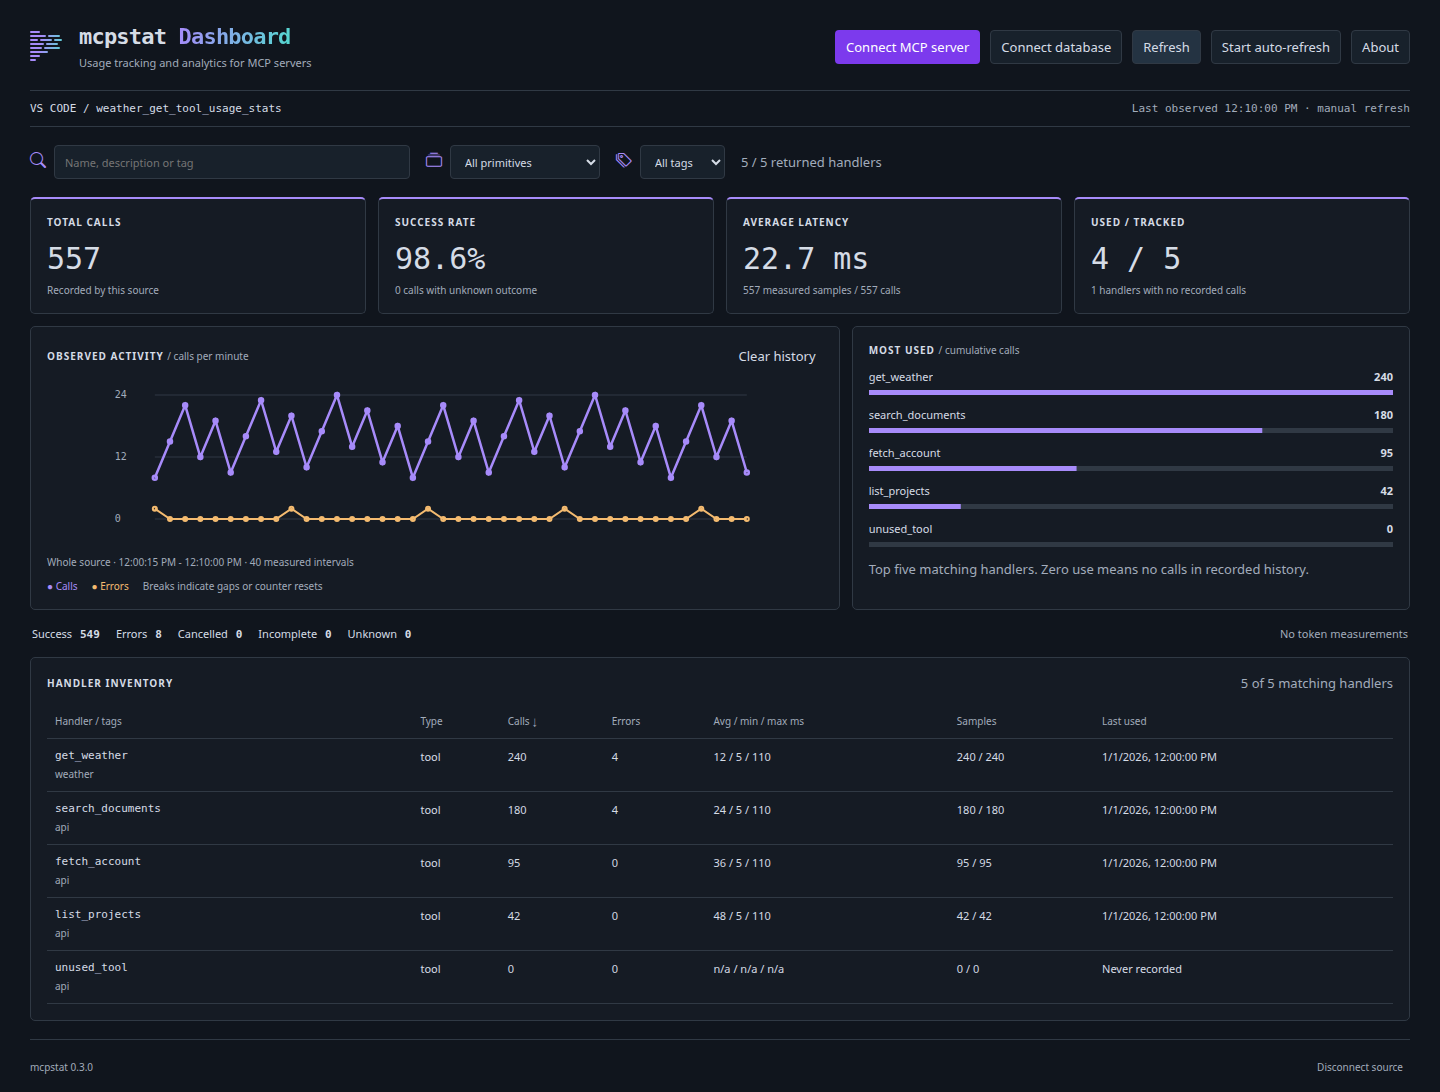 mcpstat Dashboard
Usage tracking and analytics for MCP servers
Connect MCP server
Connect database
Refresh
Start auto-refresh
About
VS CODE / weather_get_tool_usage_stats
Last observed 12:10:00 PM · manual refresh
Name, description or tag
All primitives
All tags
5 / 5 returned handlers
TOTAL CALLS
557
Recorded by this source
SUCCESS RATE
98.6%
0 calls with unknown outcome
AVERAGE LATENCY
22.7 ms
557 measured samples / 557 calls
USED / TRACKED
4 / 5
1 handlers with no recorded calls
OBSERVED ACTIVITY / calls per minute
Clear history
24
12
0
Whole source · 12:00:15 PM - 12:10:00 PM · 40 measured intervals
● Calls ● Errors Breaks indicate gaps or counter resets
MOST USED / cumulative calls
get_weather 240
search_documents 180
fetch_account 95
list_projects 42
unused_tool 0
Top five matching handlers. Zero use means no calls in recorded history.
Success 549 Errors 8 Cancelled 0 Incomplete 0 Unknown 0
No token measurements
HANDLER INVENTORY
5 of 5 matching handlers
Handler / tags Type Calls ↓ Errors Avg / min / max ms Samples Last used
get_weather tool 240 4 12 / 5 / 110 240 / 240 1/1/2026, 12:00:00 PM
weather
search_documents tool 180 4 24 / 5 / 110 180 / 180 1/1/2026, 12:00:00 PM
api
fetch_account tool 95 0 36 / 5 / 110 95 / 95 1/1/2026, 12:00:00 PM
api
list_projects tool 42 0 48 / 5 / 110 42 / 42 1/1/2026, 12:00:00 PM
api
unused_tool tool 0 0 n/a / n/a / n/a 0 / 0 Never recorded
api
mcpstat 0.3.0
Disconnect source